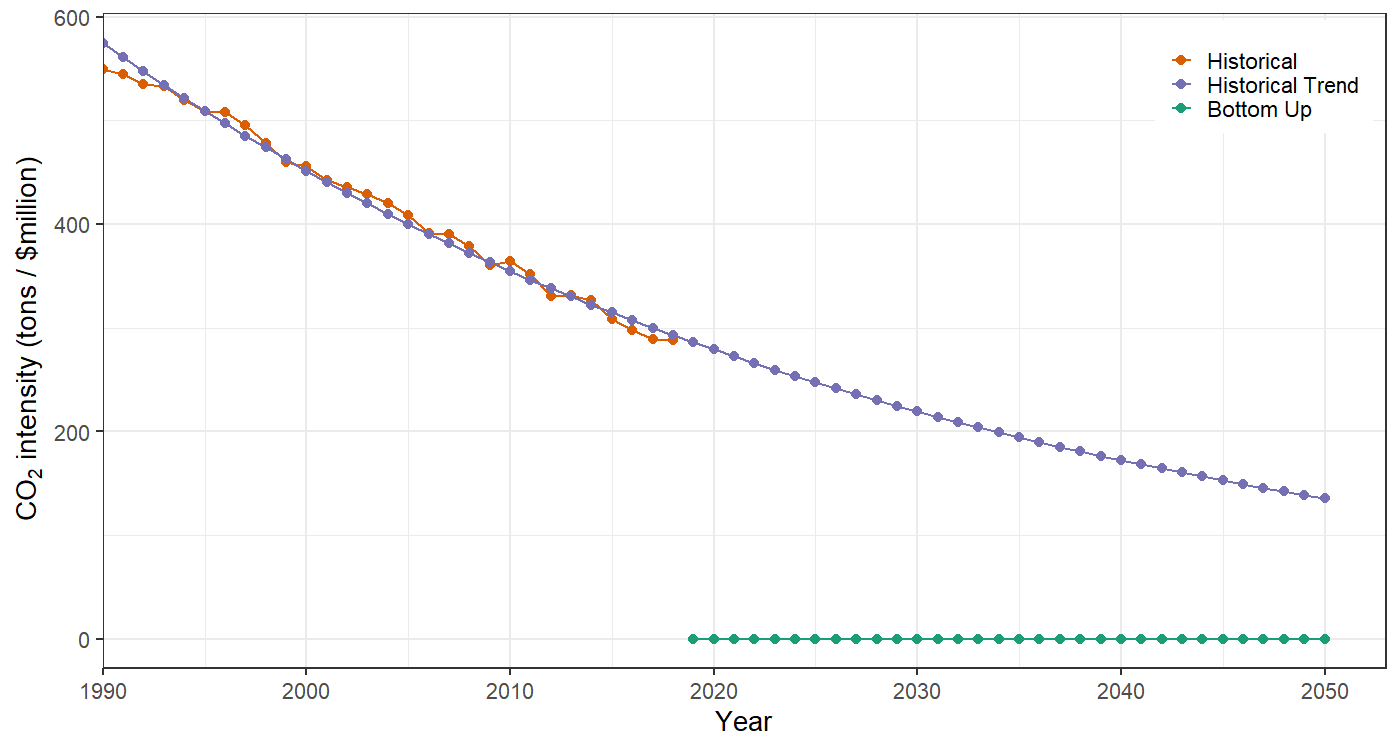 600
400
200
0
CO₂ intensity (tons / $million)
Historical
Historical Trend
Bottom Up
1990 2000 2010 2020 2030 2040 2050
Year